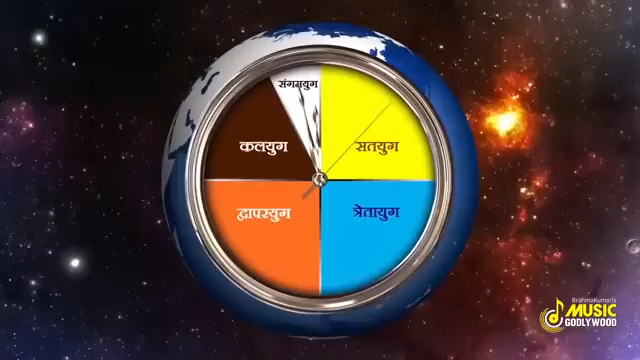 संगमयुग
कलयुग
सतयुग
द्वापरयुग
त्रेतायुग
BrahmaKumaris
MUSIC
GODLYWOOD